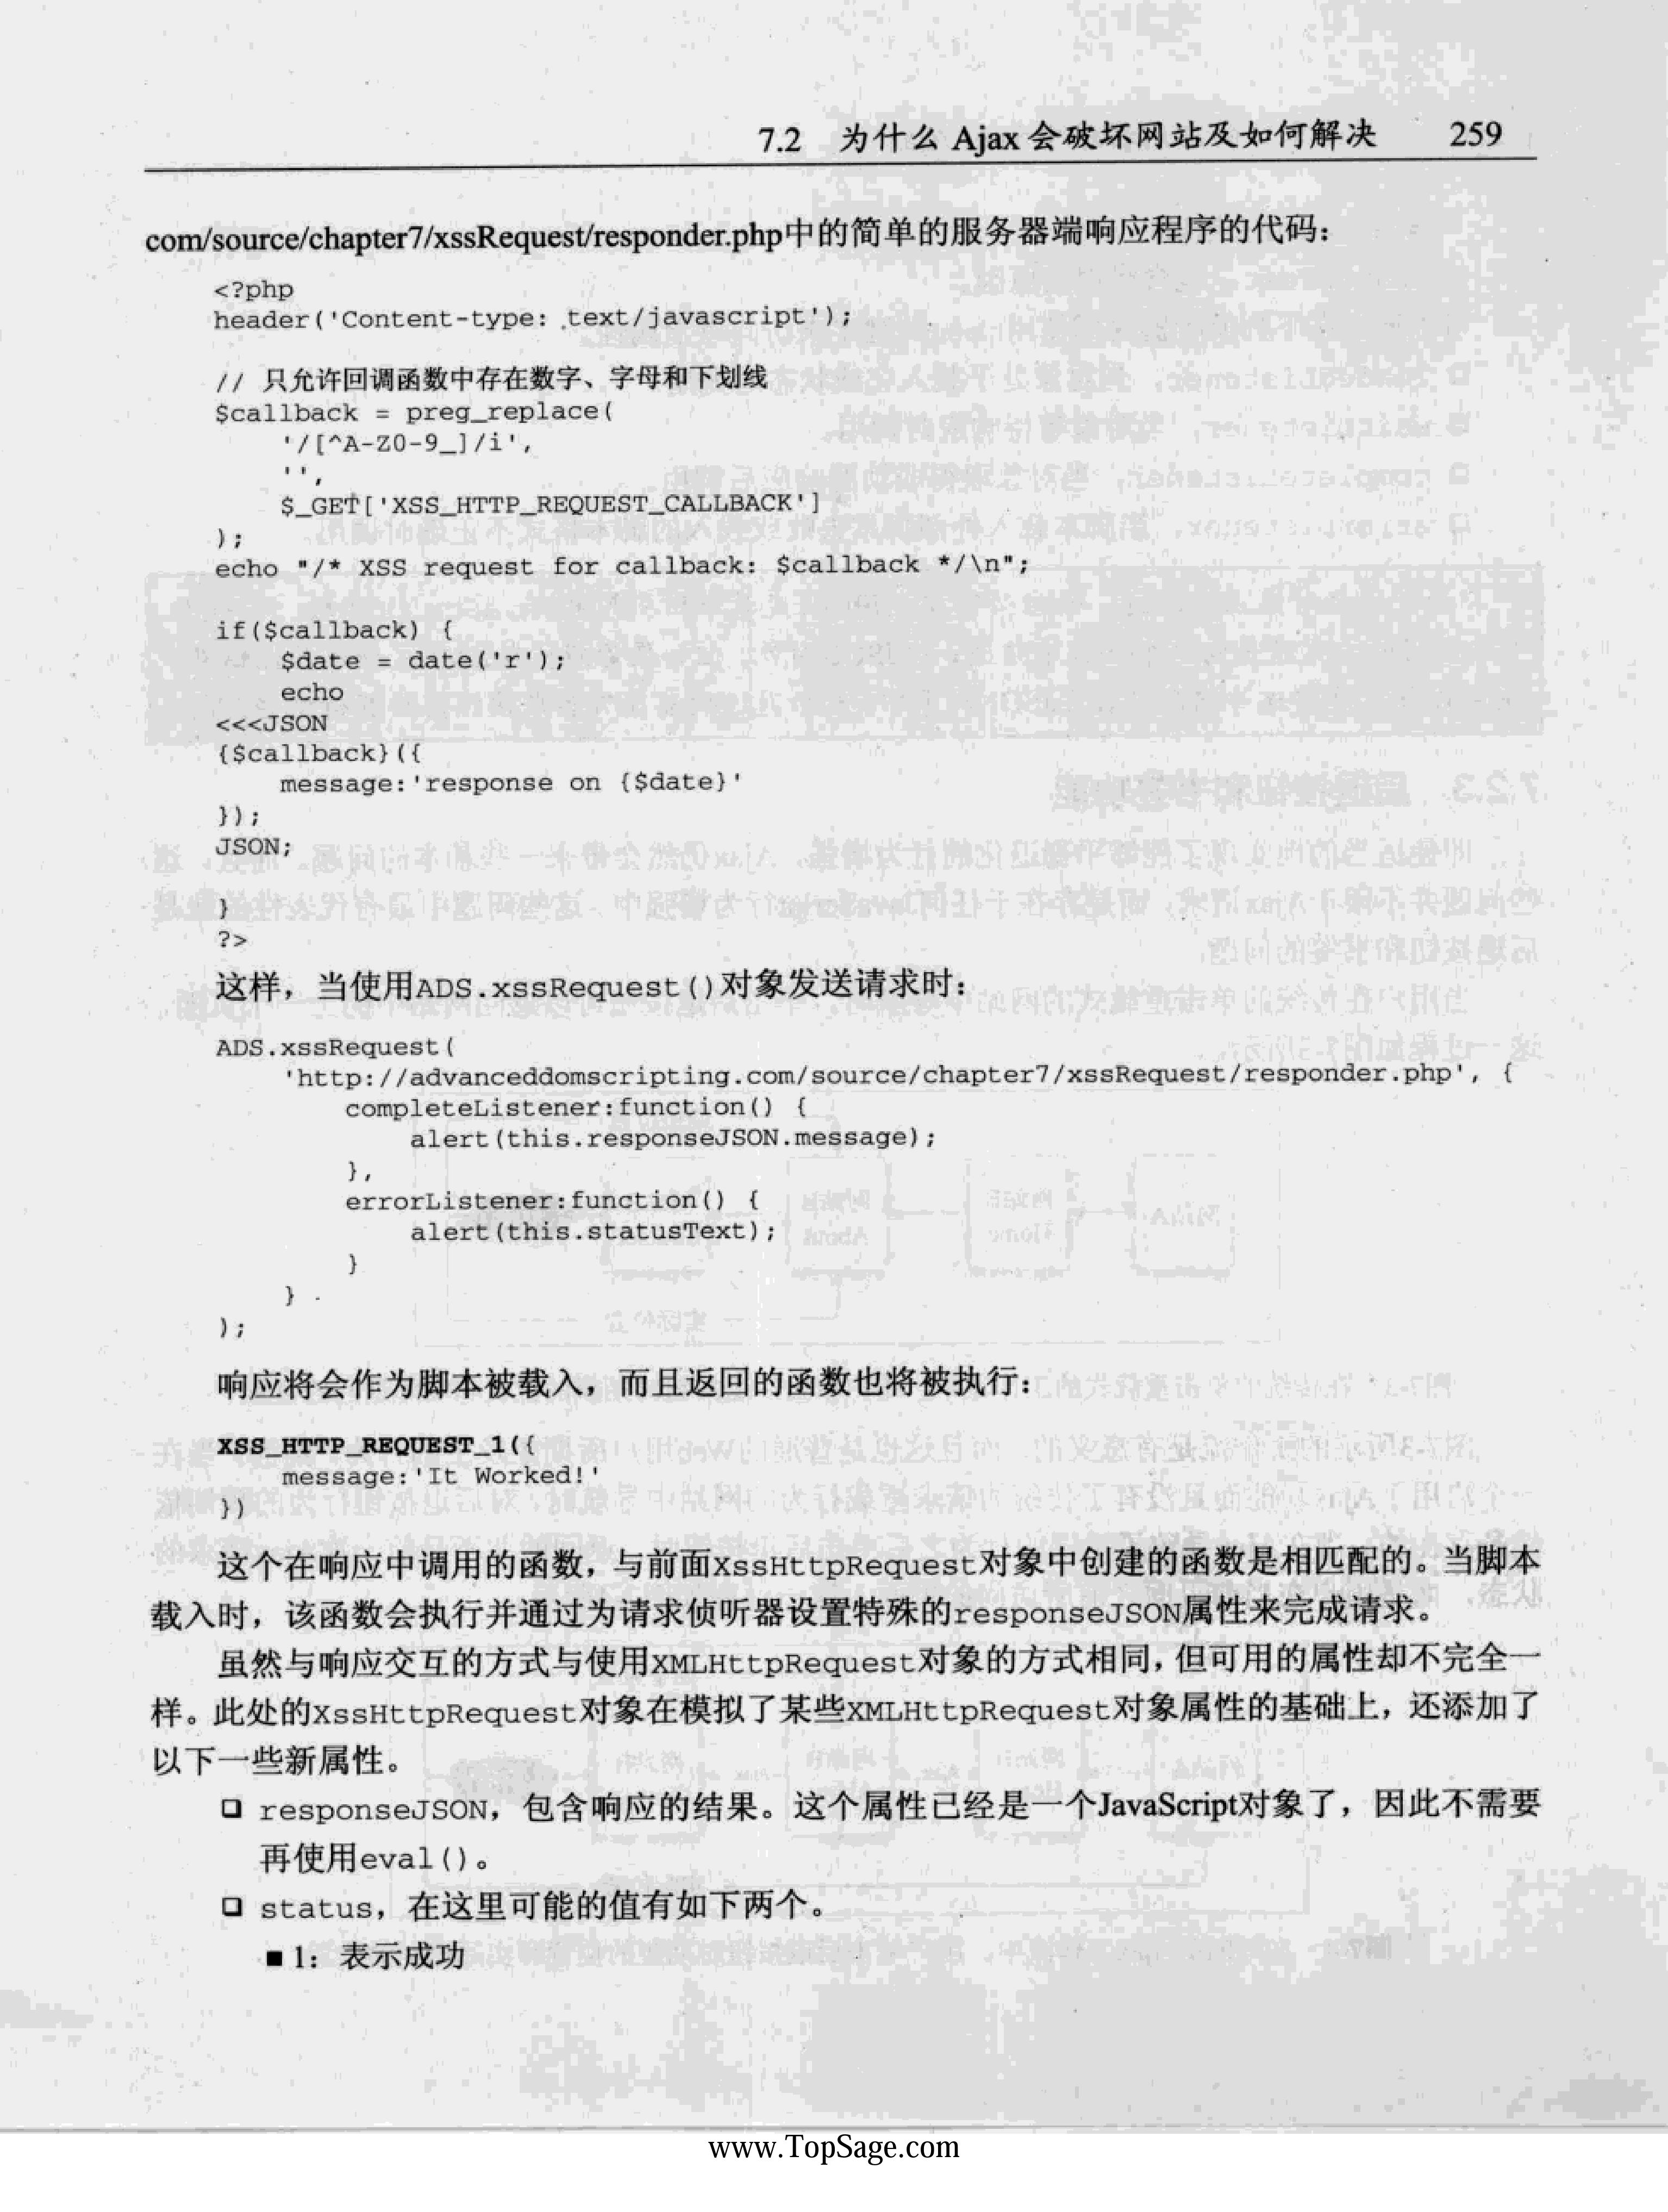 7.2 为什么 Ajax 会破坏网站及如何解决 259
com/source/chapter7/xssRequest/responder.php中的简单的服务器端响应程序的代码：
<?php
header('Content-type: text/javascript');
// 只允许回调函数中存在数字、字母和下划线
$callback = preg_replace(
'/[^A-Z0-9_]/i',
'',
$_GET['XSS_HTTP_REQUEST_CALLBACK']
);
echo "/* XSS request for callback: $callback */\n";
if($callback) {
$date = date('r');
echo
<<<JSON
{$callback}({
message:'response on {$date}'
});
JSON;
}
?>
这样，当使用ADS.xssRequest()对象发送请求时：
ADS.xssRequest(
'http://advanceddomscripting.com/source/chapter7/xssRequest/responder.php', {
completeListener:function() {
alert(this.responseJSON.message);
},
errorListener:function() {
alert(this.statusText);
}
}
);
响应将会作为脚本被载入，而且返回的函数也将被执行：
XSS_HTTP_REQUEST_1({
message:'It Worked!'
})
这个在响应中调用的函数，与前面XssHttpRequest对象中创建的函数是相匹配的。当脚本
载入时，该函数会执行并通过为请求侦听器设置特殊的responseJSON属性来完成请求。
虽然与响应交互的方式与使用XMLHttpRequest对象的方式相同，但可用的属性却不完全一
样。此处的XssHttpRequest对象在模拟了某些XMLHttpRequest对象属性的基础上，还添加了
以下一些新属性。
❑ responseJSON，包含响应的结果。这个属性已经是一个JavaScript对象了，因此不需要
再使用eval()。
❑ status，在这里可能的值有如下两个。
■ 1：表示成功
www.TopSage.com